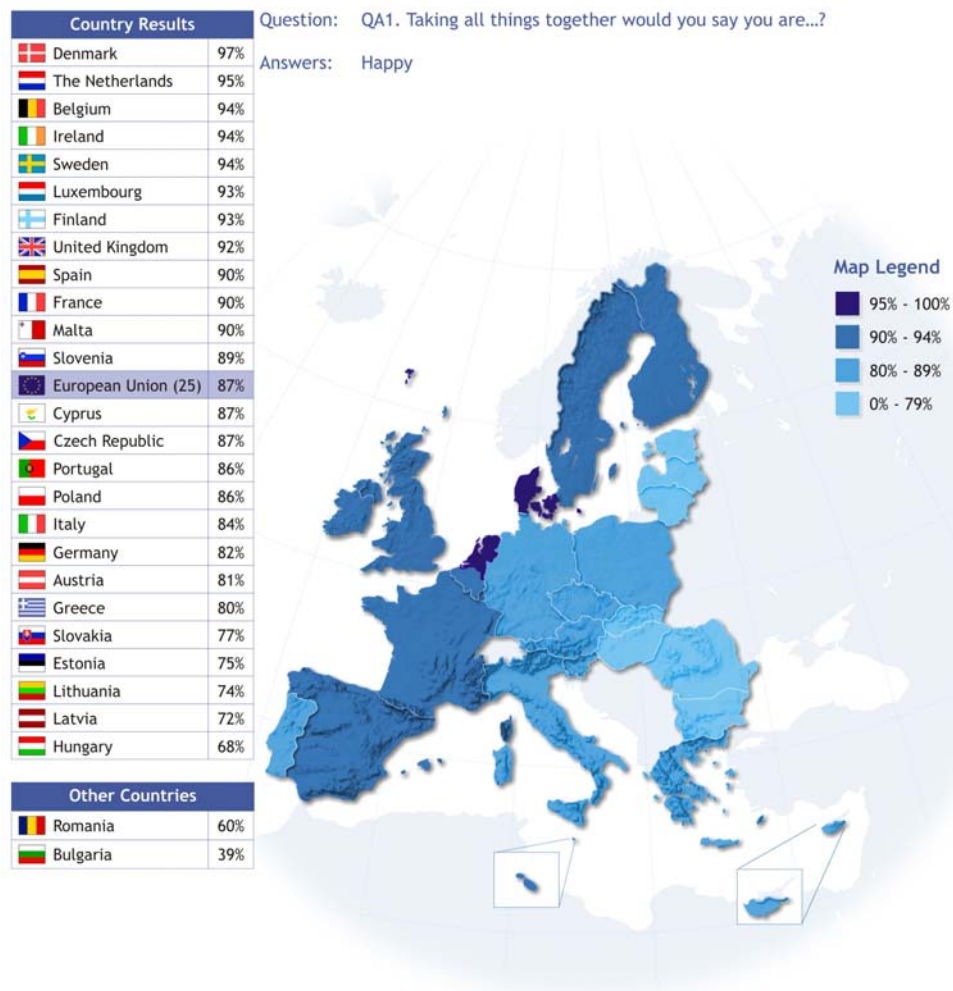 Question: QA1. Taking all things together would you say you are…?
Answers: Happy
Country Results
Denmark 97%
The Netherlands 95%
Belgium 94%
Ireland 94%
Sweden 94%
Luxembourg 93%
Finland 93%
United Kingdom 92%
Spain 90%
France 90%
Malta 90%
Slovenia 89%
European Union (25) 87%
Cyprus 87%
Czech Republic 87%
Portugal 86%
Poland 86%
Italy 84%
Germany 82%
Austria 81%
Greece 80%
Slovakia 77%
Estonia 75%
Lithuania 74%
Latvia 72%
Hungary 68%
Other Countries
Romania 60%
Bulgaria 39%
Map Legend
95% - 100%
90% - 94%
80% - 89%
0% - 79%